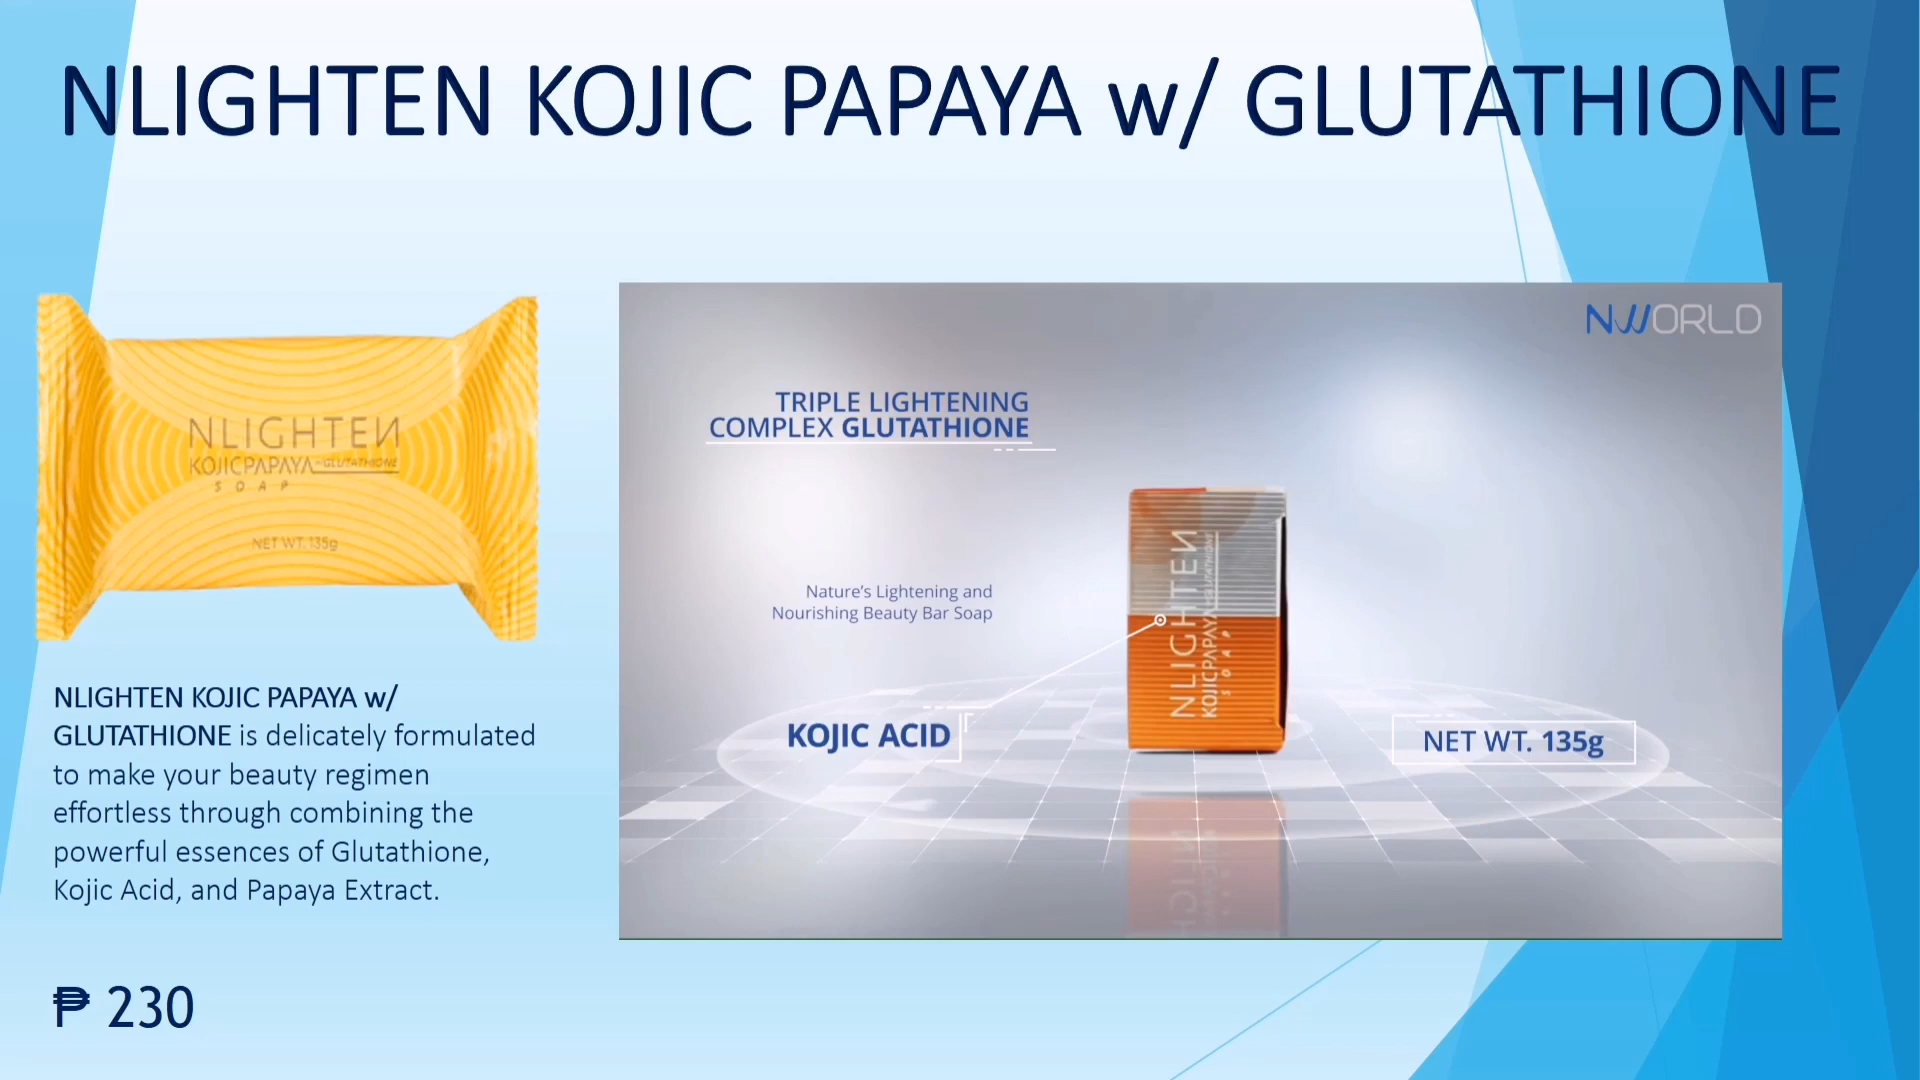 NLIGHTEN KOJIC PAPAYA w/ GLUTATHIONE
NLIGHTEN
KOJICPAPAYA w/GLUTATHIONE
SOAP
NET WT. 135g
NLIGHTEN KOJIC PAPAYA w/
GLUTATHIONE is delicately formulated
to make your beauty regimen
effortless through combining the
powerful essences of Glutathione,
Kojic Acid, and Papaya Extract.
₱ 230
NWORLD
TRIPLE LIGHTENING
COMPLEX GLUTATHIONE
Nature's Lightening and
Nourishing Beauty Bar Soap
KOJIC ACID
NLIGHTEN
KOJICPAPAYA w/GLUTATHIONE
SOAP
NET WT. 135g